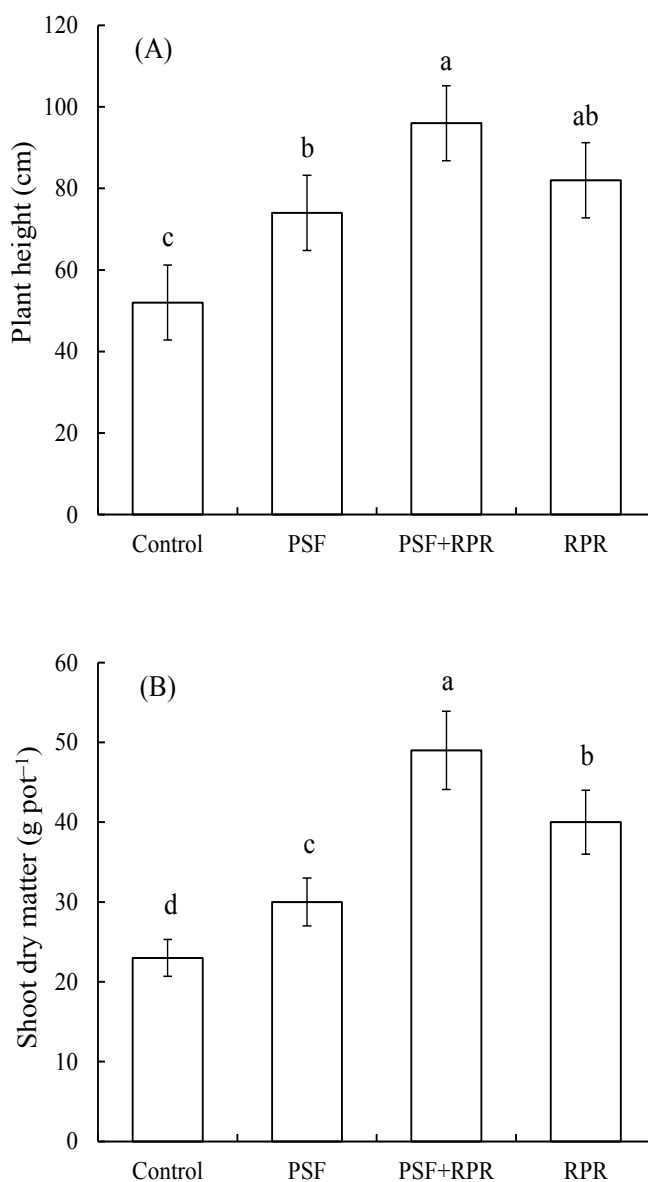 (A)
Plant height (cm)
120
100
80
60
40
20
0
c
b
a
ab
Control PSF PSF+RPR RPR
(B)
Shoot dry matter (g pot⁻¹)
60
50
40
30
20
10
0
d
c
a
b
Control PSF PSF+RPR RPR